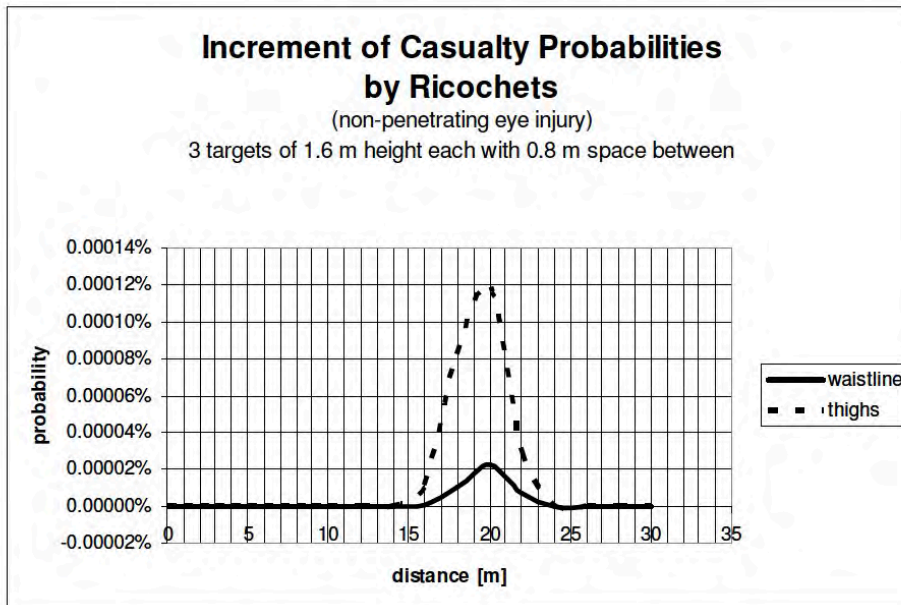 Increment of Casualty Probabilities
by Ricochets
(non-penetrating eye injury)
3 targets of 1.6 m height each with 0.8 m space between
0.00014%
0.00012%
0.00010%
0.00008%
0.00006%
0.00004%
0.00002%
0.00000%
-0.00002%
probability
0 5 10 15 20 25 30 35
distance [m]
waistline
thighs